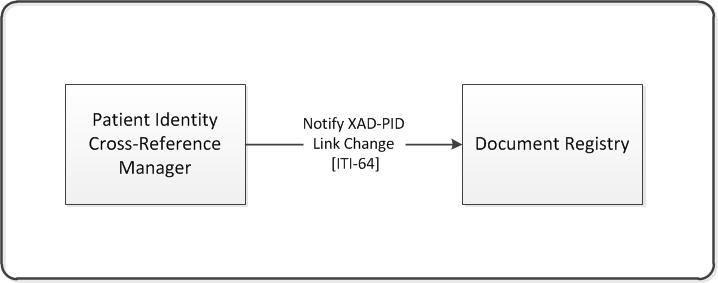 Patient Identity
Cross-Reference
Manager
Notify XAD-PID
Link Change
[ITI-64]
Document Registry